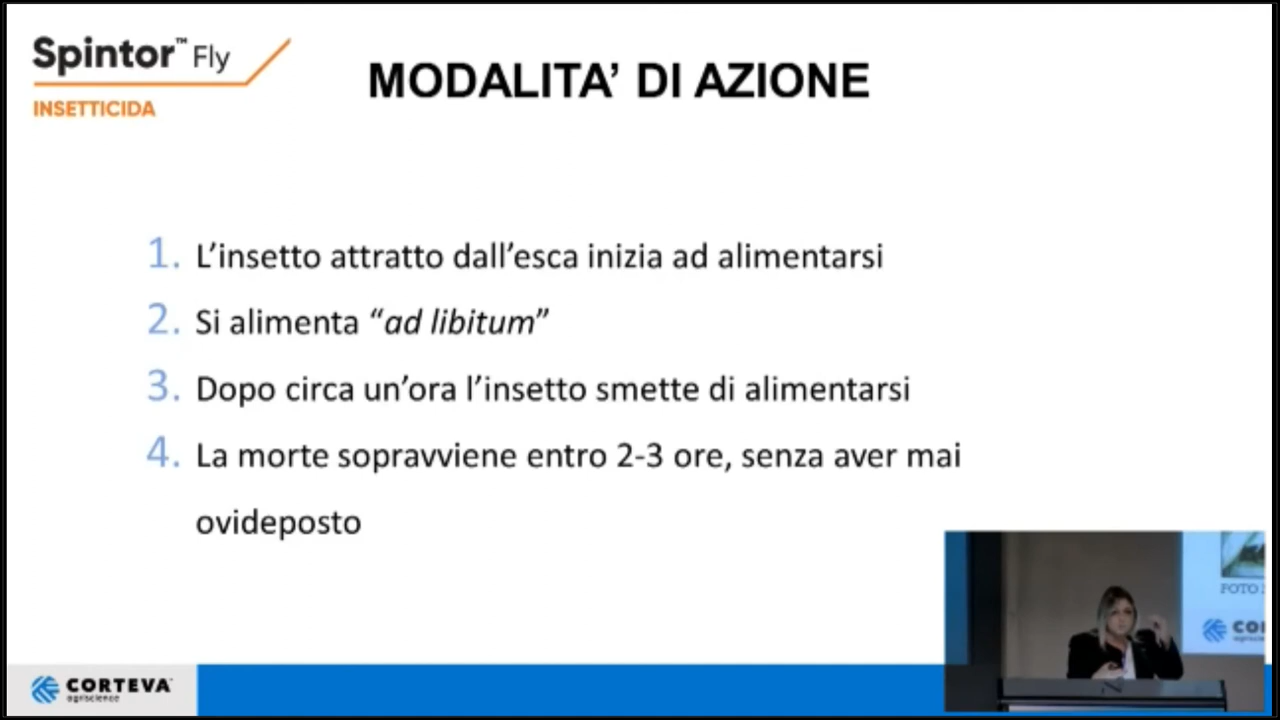 Spintor™ Fly
INSETTICIDA
MODALITA' DI AZIONE
1. L'insetto attratto dall'esca inizia ad alimentarsi
2. Si alimenta “ad libitum”
3. Dopo circa un'ora l'insetto smette di alimentarsi
4. La morte sopravviene entro 2-3 ore, senza aver mai
ovideposto
FOTO
CO
CORTEVA™
agriscience